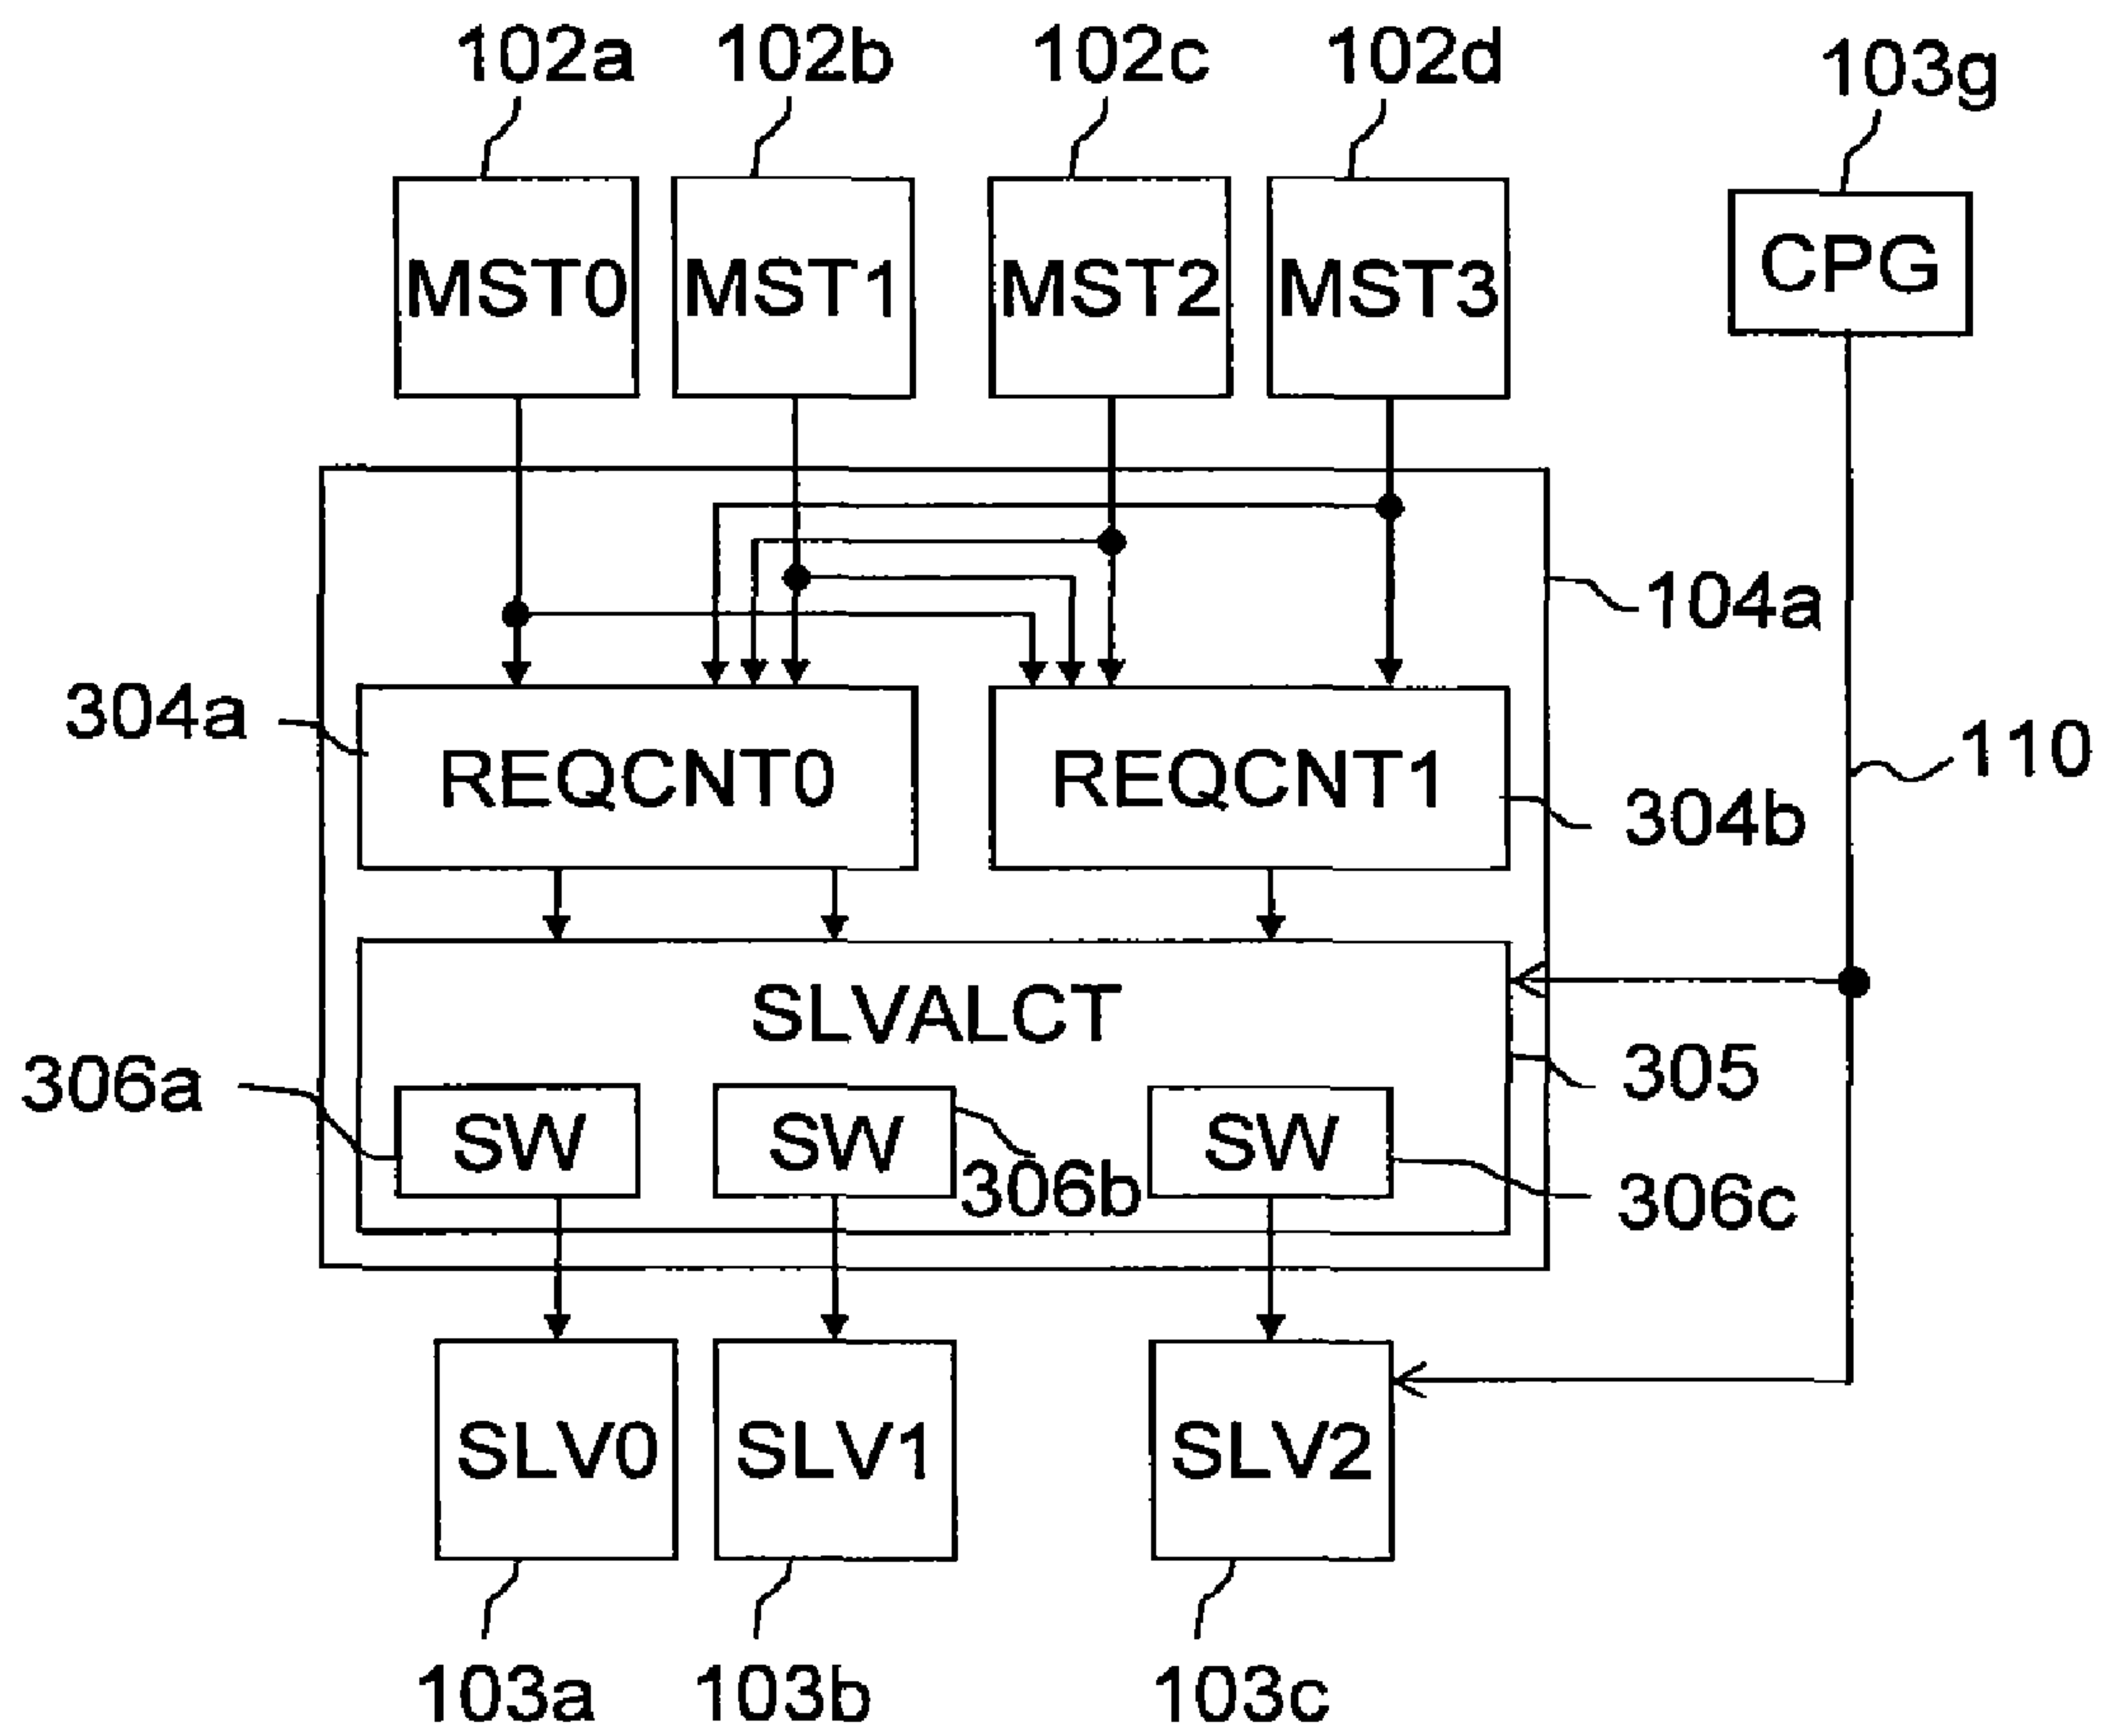 102a 102b 102c 102d 103g
MST0 MST1 MST2 MST3 CPG
104a
304a REQCNT0 REQCNT1 110
304b
SLVALCT
306a SW SW SW 305
306b 306c
SLV0 SLV1 SLV2
103a 103b 103c